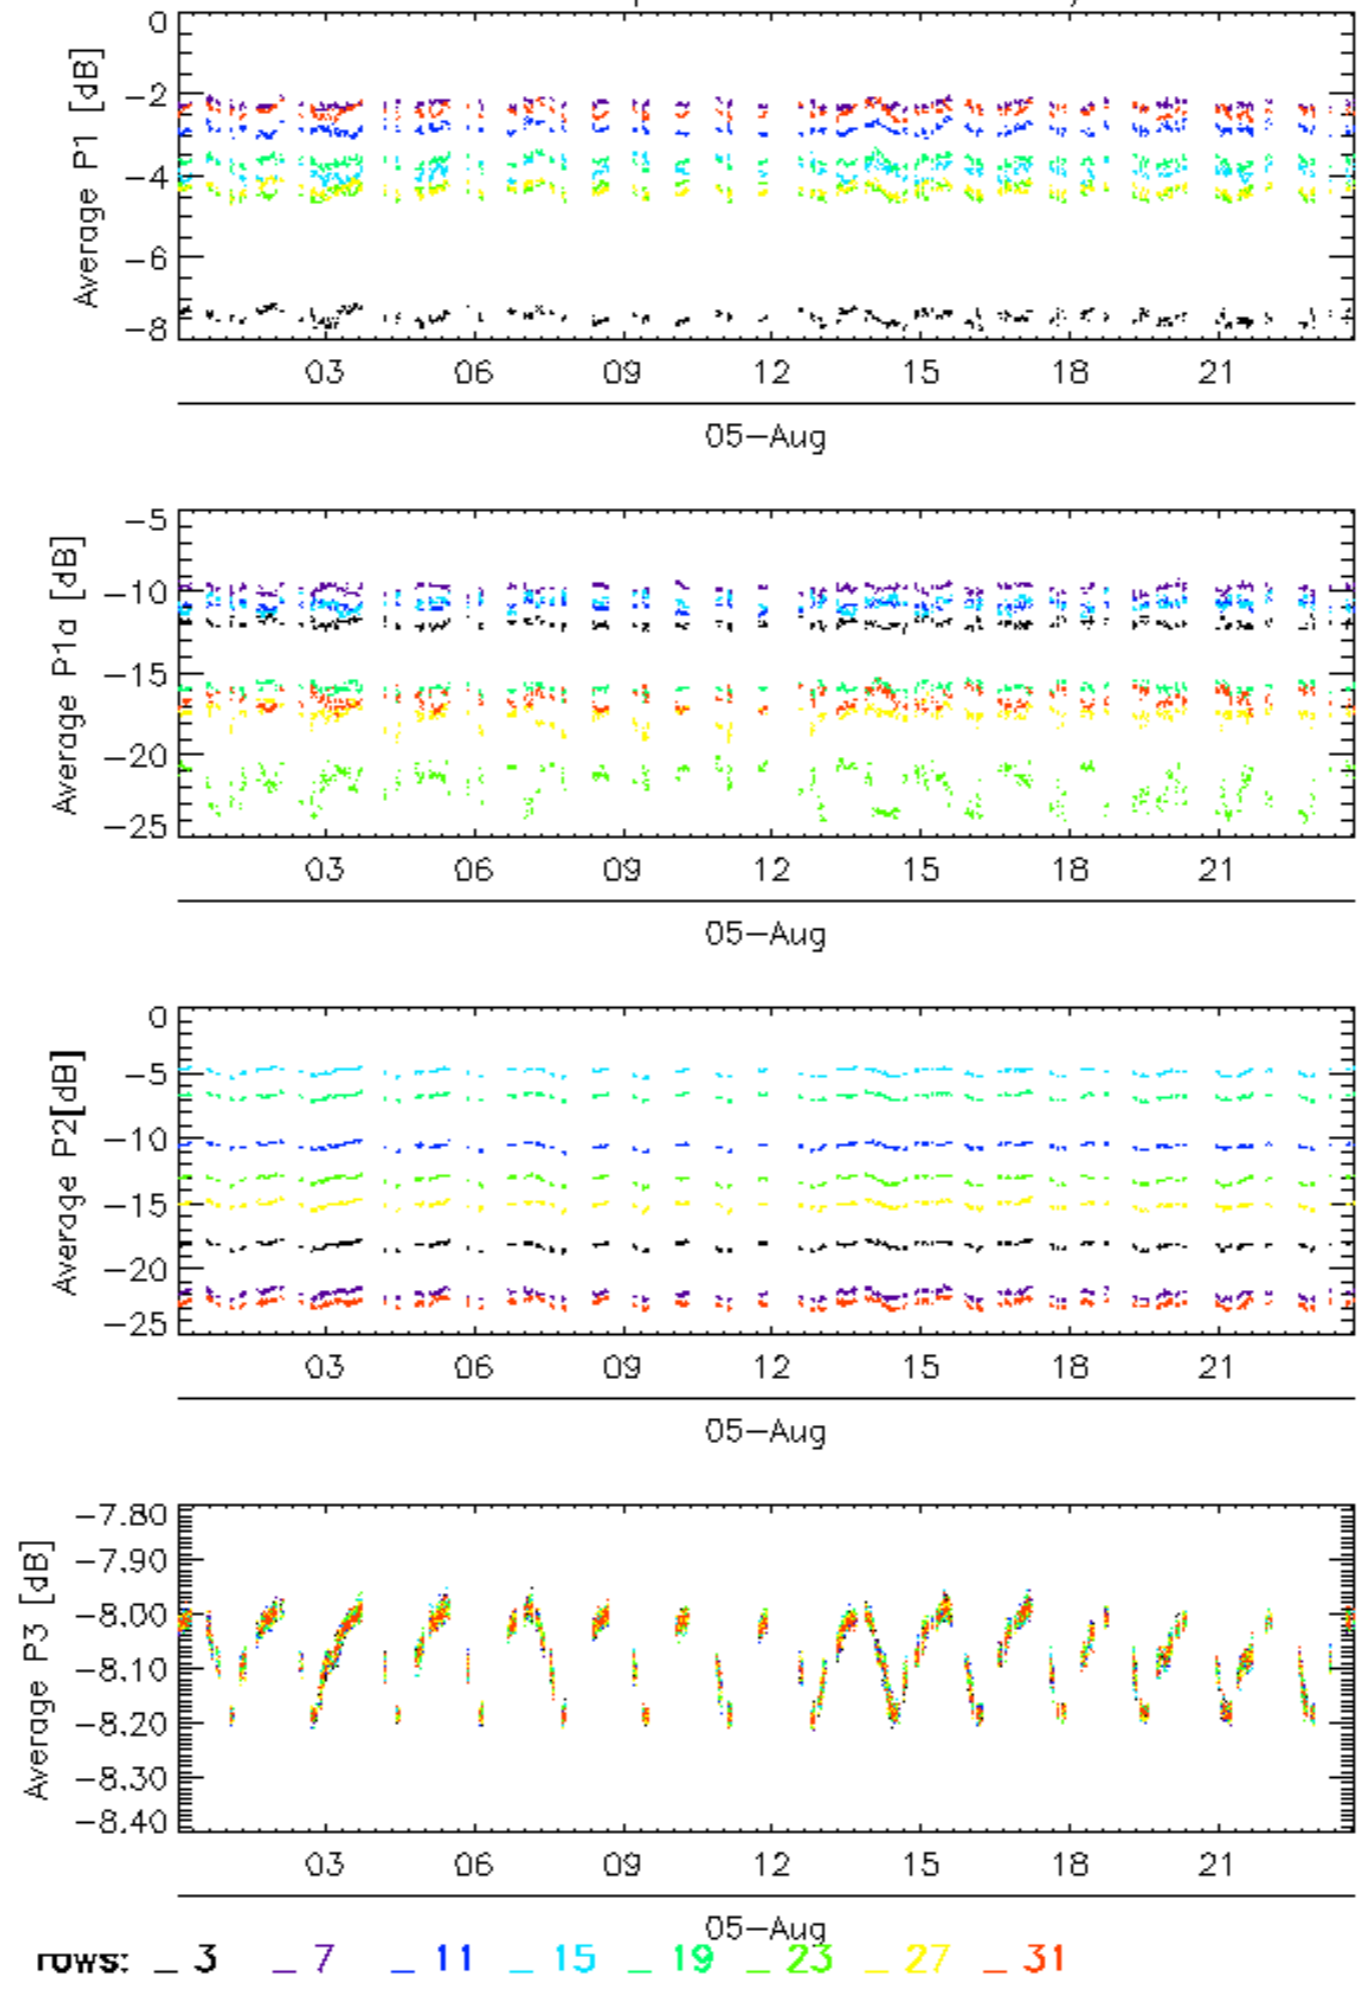 Average P1 [dB]
0
−2
−4
−6
−8
03 06 09 12 15 18 21
05−Aug
Average P1a [dB]
−5
−10
−15
−20
−25
03 06 09 12 15 18 21
05−Aug
Average P2[dB]
0
−5
−10
−15
−20
−25
03 06 09 12 15 18 21
05−Aug
Average P3 [dB]
−7.80
−7.90
−8.00
−8.10
−8.20
−8.30
−8.40
03 06 09 12 15 18 21
05−Aug
rows: _ 3 _ 7 _ 11 _ 15 _ 19 _ 23 _ 27 _ 31